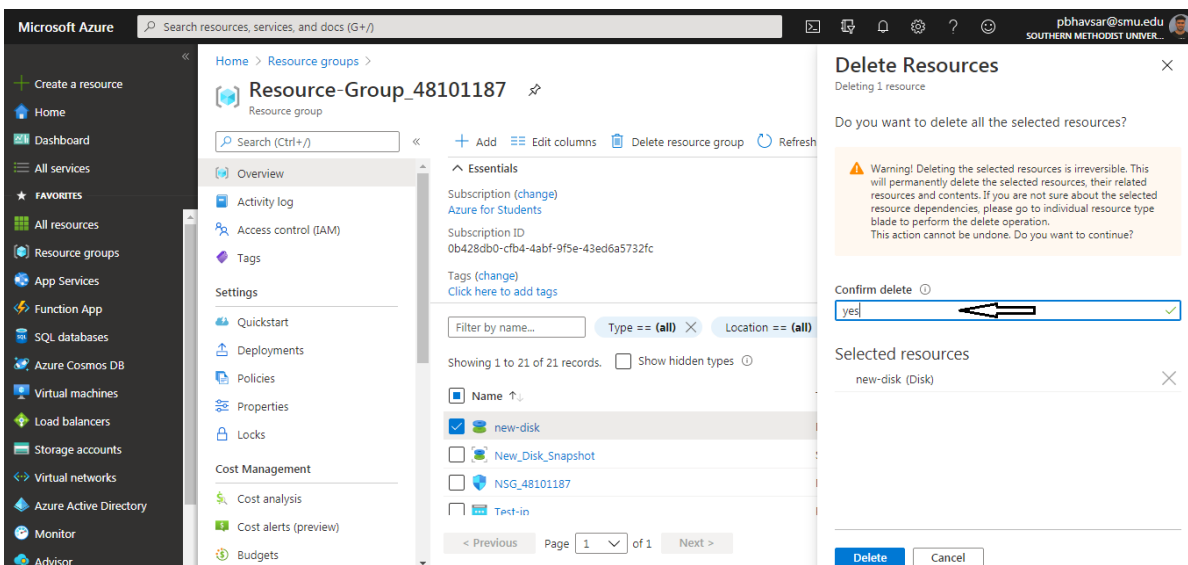 Microsoft Azure
Search resources, services, and docs (G+/)
pbhavsar@smu.edu
SOUTHERN METHODIST UNIVER...
Create a resource
Home
Dashboard
All services
FAVORITES
All resources
Resource groups
App Services
Function App
SQL databases
Azure Cosmos DB
Virtual machines
Load balancers
Storage accounts
Virtual networks
Azure Active Directory
Monitor
Advisor
Home > Resource groups >
Resource-Group_48101187
Resource group
Search (Ctrl+/)
Overview
Activity log
Access control (IAM)
Tags
Settings
Quickstart
Deployments
Policies
Properties
Locks
Cost Management
Cost analysis
Cost alerts (preview)
Budgets
Add Edit columns Delete resource group Refresh
Essentials
Subscription (change)
Azure for Students
Subscription ID
0b428db0-cfb4-4abf-9f5e-43ed6a5732fc
Tags (change)
Click here to add tags
Filter by name...
Type == (all)
Location == (all)
Showing 1 to 21 of 21 records.
Show hidden types
Name
new-disk
New_Disk_Snapshot
NSG_48101187
Test-ip
< Previous Page 1 of 1 Next >
Delete Resources
Deleting 1 resource
Do you want to delete all the selected resources?
Warning! Deleting the selected resources is irreversible. This
will permanently delete the selected resources, their related
resources and contents. If you are not sure about the selected
resource dependencies, please go to individual resource type
blade to perform the delete operation.
This action cannot be undone. Do you want to continue?
Confirm delete
yes
Selected resources
new-disk (Disk)
Delete
Cancel